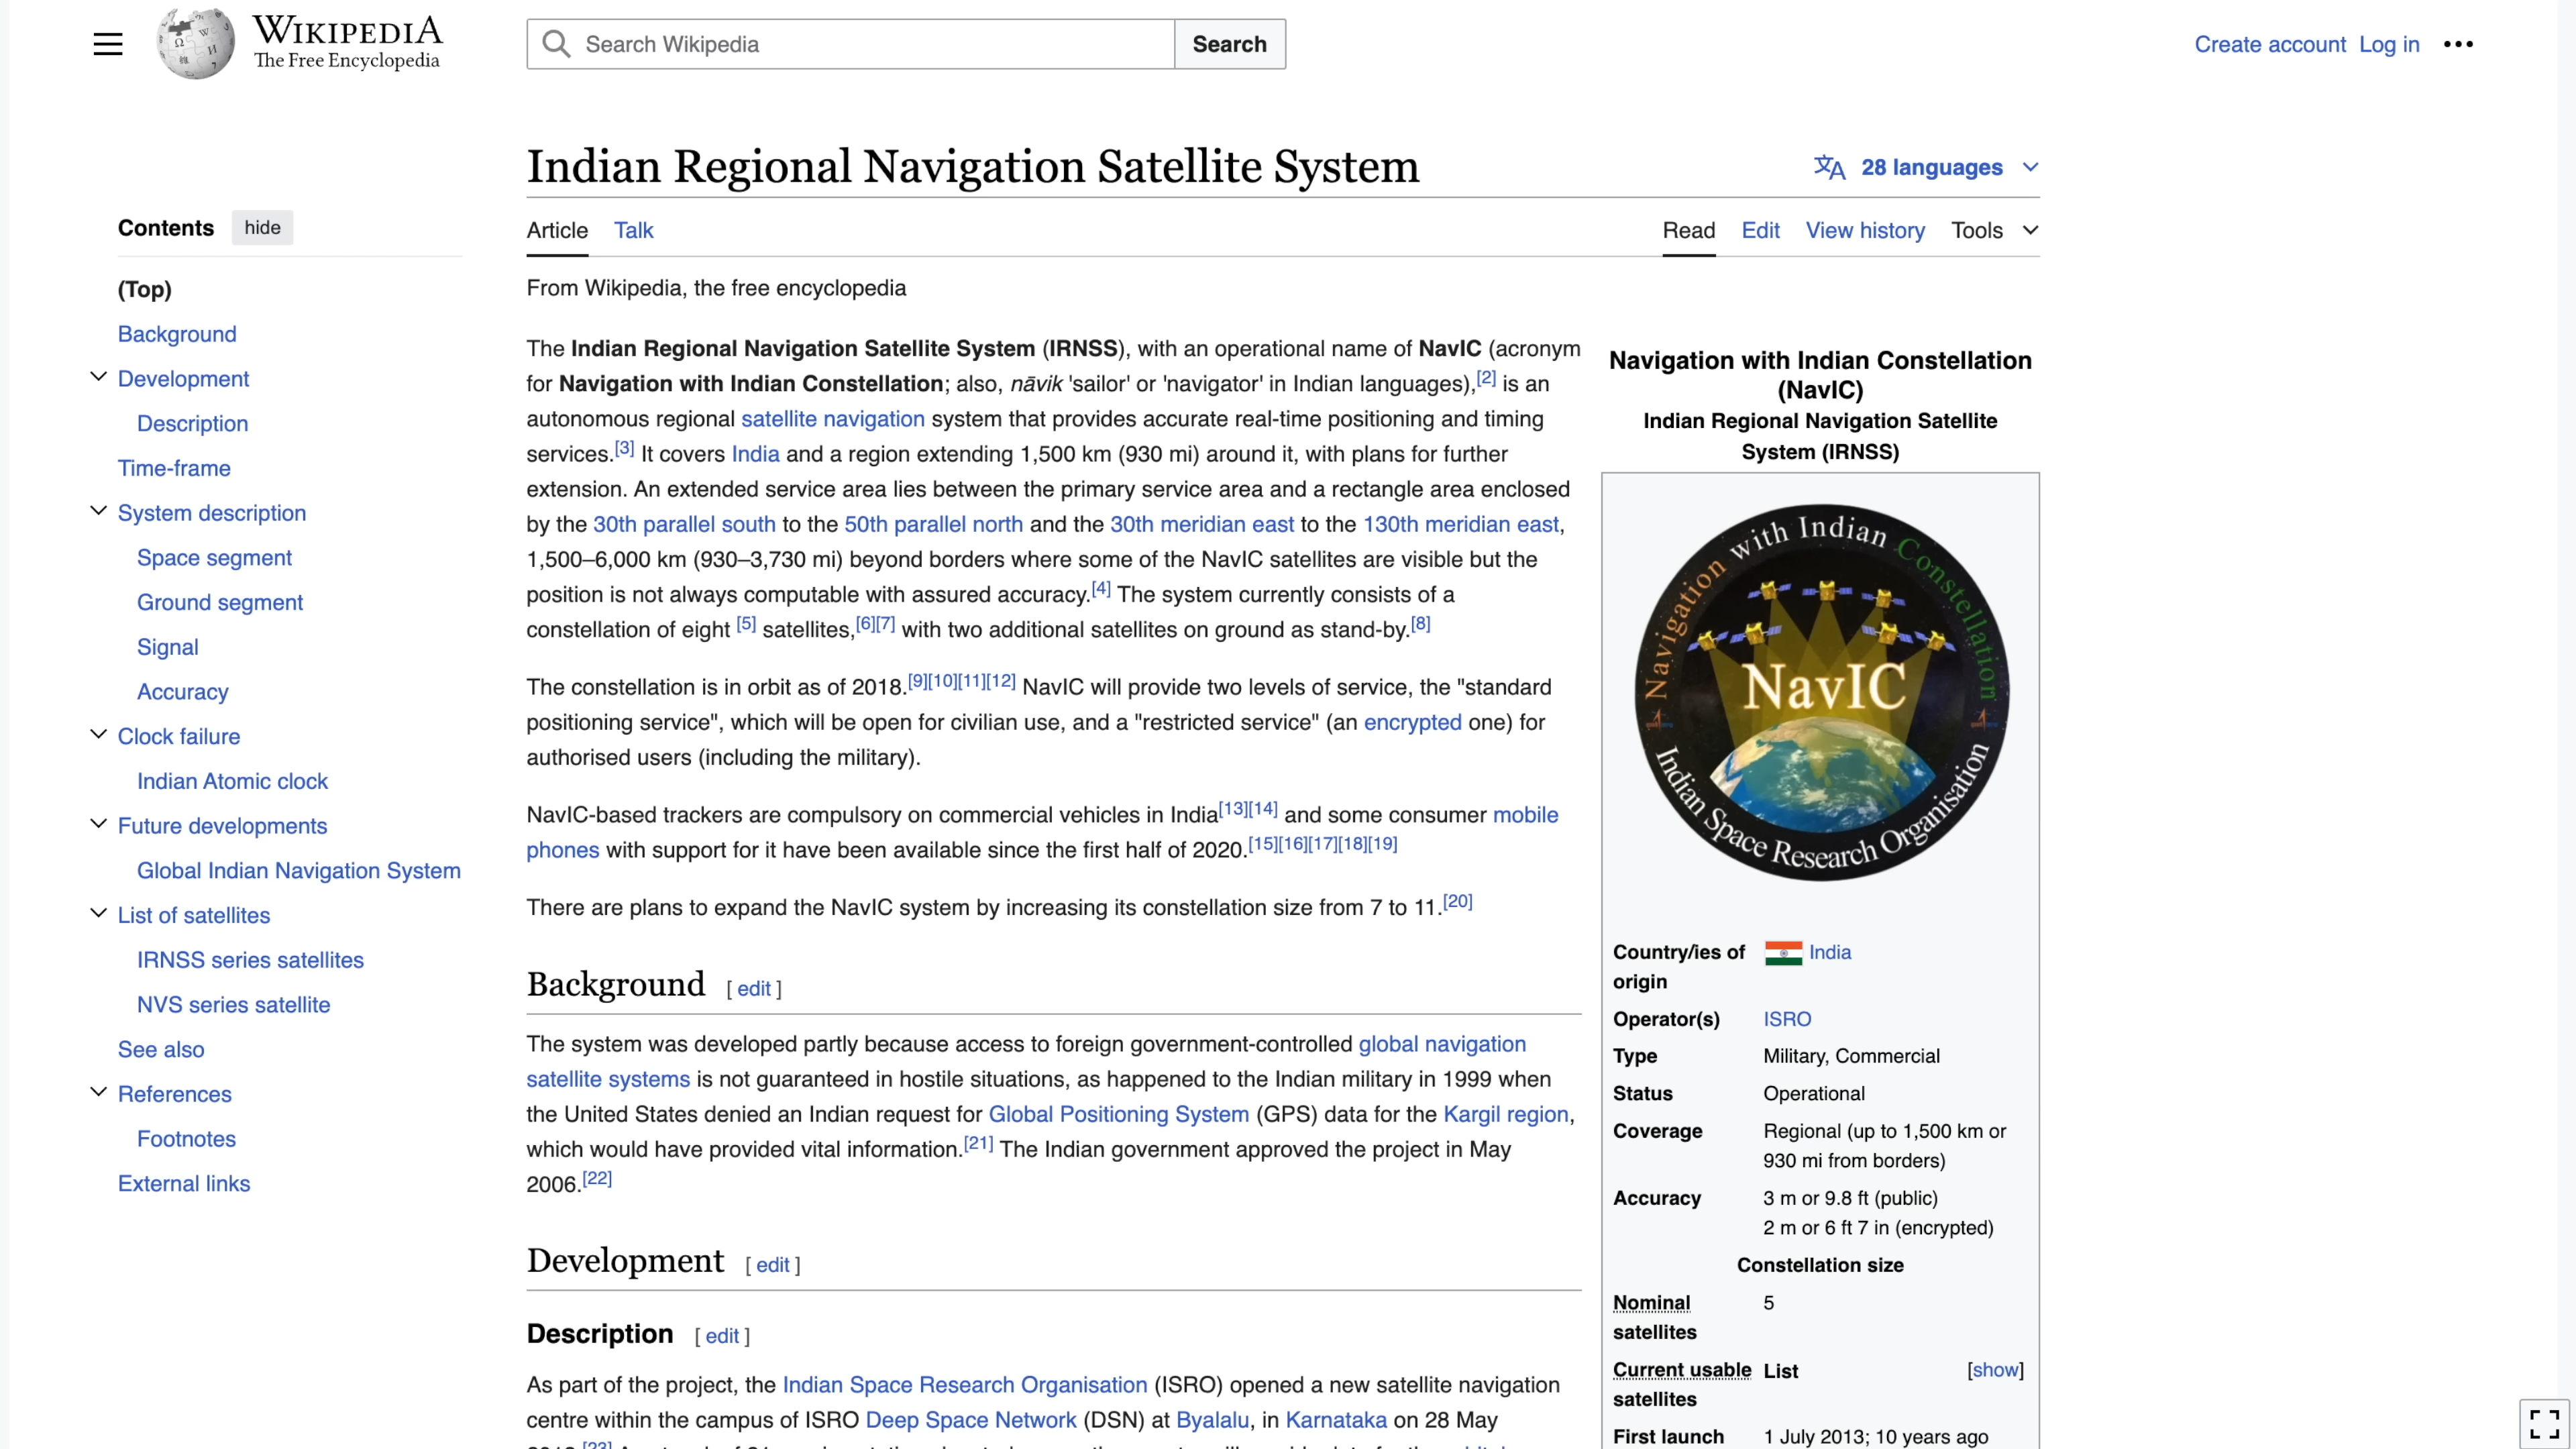 WIKIPEDIA
The Free Encyclopedia
Search Wikipedia
Search
Create account Log in
Indian Regional Navigation Satellite System
28 languages
Contents hide
Article Talk
Read Edit View history Tools
(Top)
Background
Development
Description
Time-frame
System description
Space segment
Ground segment
Signal
Accuracy
Clock failure
Indian Atomic clock
Future developments
Global Indian Navigation System
List of satellites
IRNSS series satellites
NVS series satellite
See also
References
Footnotes
External links
From Wikipedia, the free encyclopedia
The Indian Regional Navigation Satellite System (IRNSS), with an operational name of NavIC (acronym
for Navigation with Indian Constellation; also, nāvik 'sailor' or 'navigator' in Indian languages),[2] is an
autonomous regional satellite navigation system that provides accurate real-time positioning and timing
services.[3] It covers India and a region extending 1,500 km (930 mi) around it, with plans for further
extension. An extended service area lies between the primary service area and a rectangle area enclosed
by the 30th parallel south to the 50th parallel north and the 30th meridian east to the 130th meridian east,
1,500–6,000 km (930–3,730 mi) beyond borders where some of the NavIC satellites are visible but the
position is not always computable with assured accuracy.[4] The system currently consists of a
constellation of eight [5] satellites,[6][7] with two additional satellites on ground as stand-by.[8]
The constellation is in orbit as of 2018.[9][10][11][12] NavIC will provide two levels of service, the "standard
positioning service", which will be open for civilian use, and a "restricted service" (an encrypted one) for
authorised users (including the military).
NavIC-based trackers are compulsory on commercial vehicles in India[13][14] and some consumer mobile
phones with support for it have been available since the first half of 2020.[15][16][17][18][19]
There are plans to expand the NavIC system by increasing its constellation size from 7 to 11.[20]
Background [ edit ]
The system was developed partly because access to foreign government-controlled global navigation
satellite systems is not guaranteed in hostile situations, as happened to the Indian military in 1999 when
the United States denied an Indian request for Global Positioning System (GPS) data for the Kargil region,
which would have provided vital information.[21] The Indian government approved the project in May
2006.[22]
Development [ edit ]
Description [ edit ]
As part of the project, the Indian Space Research Organisation (ISRO) opened a new satellite navigation
centre within the campus of ISRO Deep Space Network (DSN) at Byalalu, in Karnataka on 28 May
Navigation with Indian Constellation
(NavIC)
Indian Regional Navigation Satellite
System (IRNSS)
Navigation with Indian Constellation
NavIC
Indian Space Research Organisation
Country/ies of India
origin
Operator(s) ISRO
Type Military, Commercial
Status Operational
Coverage Regional (up to 1,500 km or
930 mi from borders)
Accuracy 3 m or 9.8 ft (public)
2 m or 6 ft 7 in (encrypted)
Constellation size
Nominal 5
satellites
Current usable List [show]
satellites
First launch 1 July 2013; 10 years ago